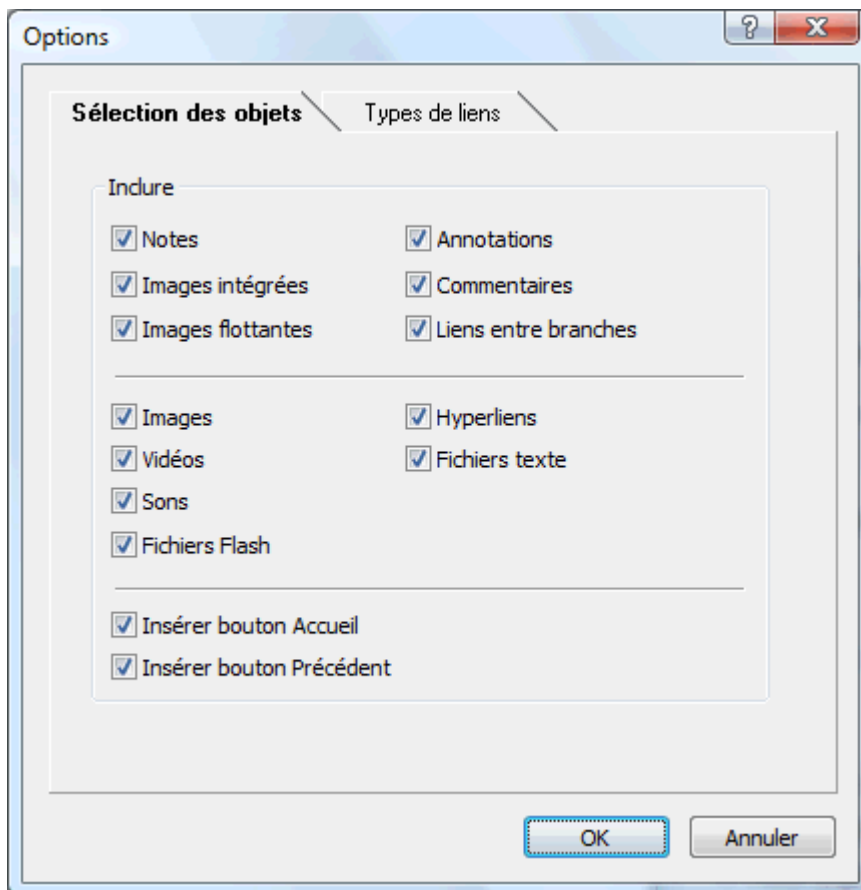 Options
Sélection des objets Types de liens
Inclure
Notes Annotations
Images intégrées Commentaires
Images flottantes Liens entre branches
Images Hyperliens
Vidéos Fichiers texte
Sons
Fichiers Flash
Insérer bouton Accueil
Insérer bouton Précédent
OK Annuler